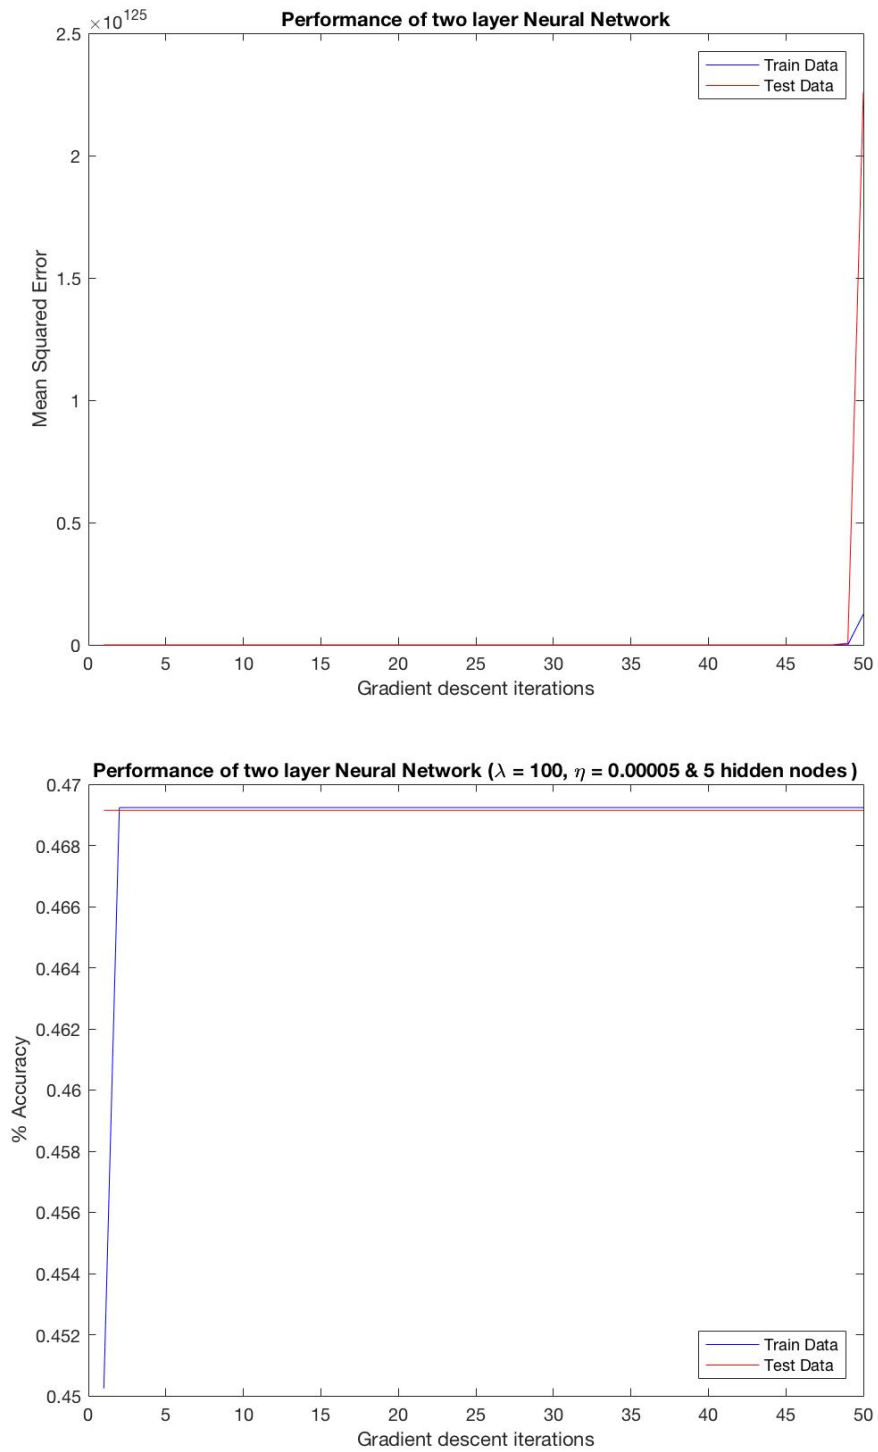 ×10^125
Performance of two layer Neural Network
2.5
Train Data
Test Data
2
1.5
Mean Squared Error
1
0.5
0
0 5 10 15 20 25 30 35 40 45 50
Gradient descent iterations
Performance of two layer Neural Network (λ = 100, η = 0.00005 & 5 hidden nodes )
0.47
0.468
0.466
0.464
0.462
0.46
% Accuracy
0.458
0.456
0.454
0.452
Train Data
Test Data
0.45
0 5 10 15 20 25 30 35 40 45 50
Gradient descent iterations